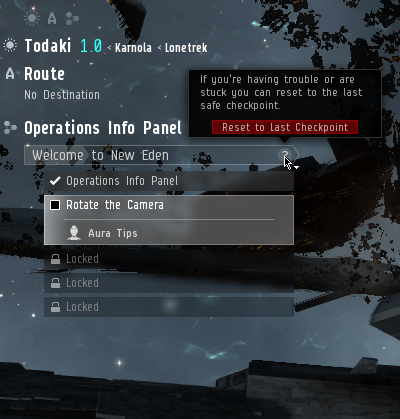 Todaki 1.0 < Karnola < Lonetrek
Route
No Destination
If you're having trouble or are
stuck you can reset to the last
safe checkpoint.
Reset to Last Checkpoint
Operations Info Panel
Welcome to New Eden ?
Operations Info Panel
Rotate the Camera
Aura Tips
Locked
Locked
Locked